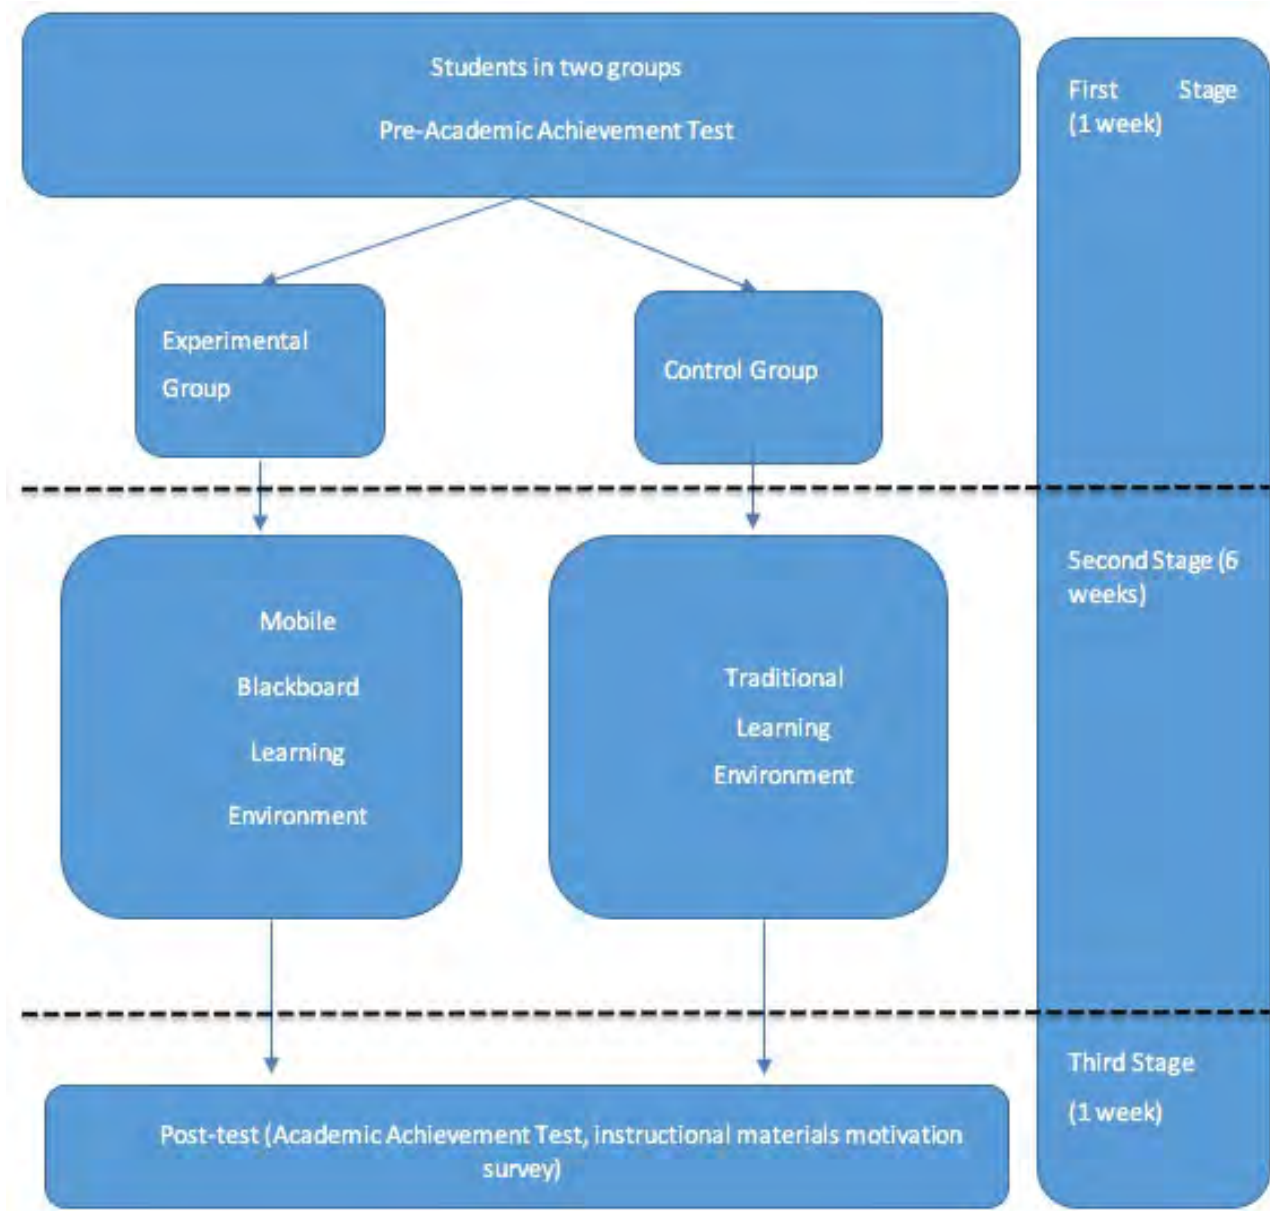 Students in two groups
Pre-Academic Achievement Test
First Stage
(1 week)
Experimental
Group
Control Group
Second Stage (6
weeks)
Mobile
Blackboard
Learning
Environment
Traditional
Learning
Environment
Third Stage
(1 week)
Post-test (Academic Achievement Test, instructional materials motivation
survey)